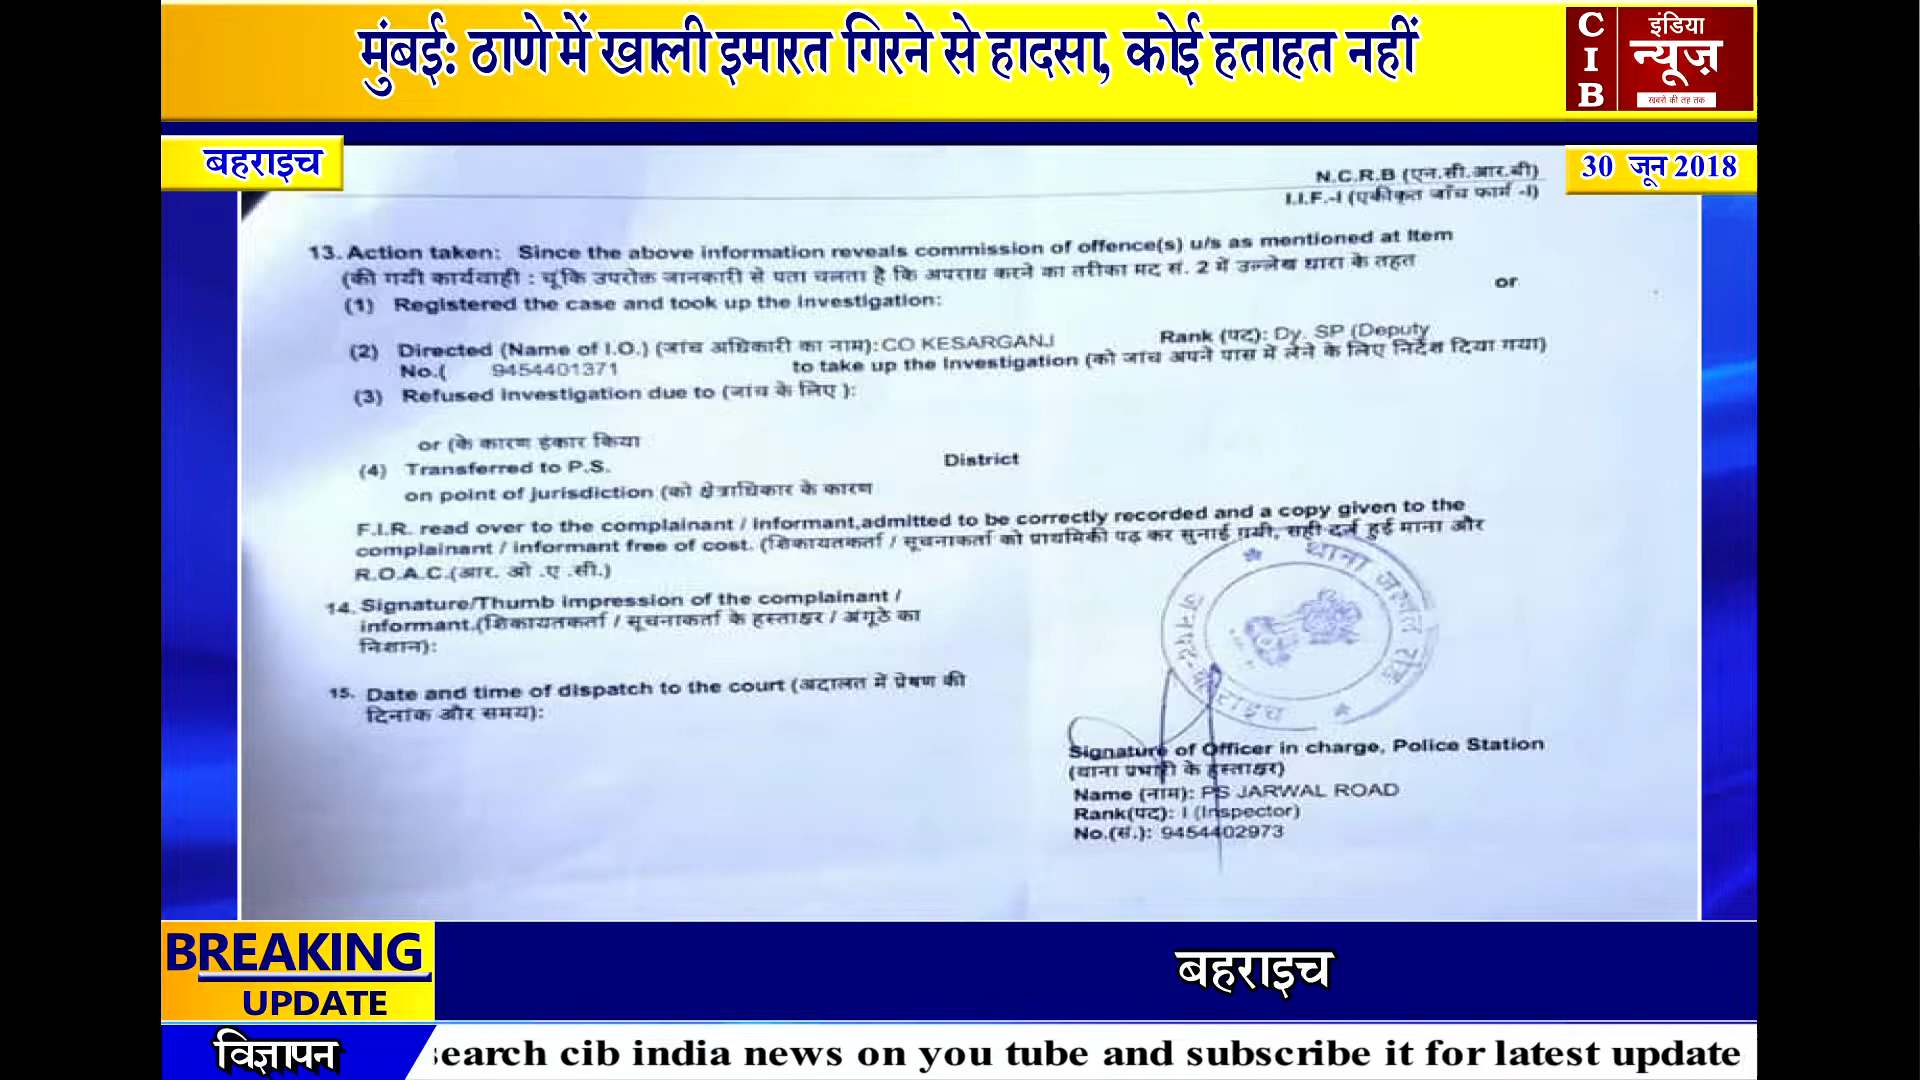 मुंबई: ठाणे में खाली इमारत गिरने से हादसा, कोई हताहत नहीं
C
I
B
इंडिया
न्यूज़
खबरों की तह तक
बहराइच
30 जून 2018
N.C.R.B (एन.सी.आर.बी)
I.I.F.-I (एकीकृत जाँच फार्म -I)
13. Action taken: Since the above information reveals commission of offence(s) u/s as mentioned at Item
(की गयी कार्यवाही : चूंकि उपरोक्त जानकारी से पता चलता है कि अपराध करने का तरीका मद सं. 2 में उल्लेख धारा के तहत
(1) Registered the case and took up the investigation:
or
(2) Directed (Name of I.O.) (जांच अधिकारी का नाम): CO KESARGANJ Rank (पद): Dy. SP (Deputy
No.( 9454401371 to take up the Investigation (को जांच अपने पास में लेने के लिए निर्देश दिया गया)
(3) Refused investigation due to (जांच के लिए ):
or (के कारण इंकार किया
(4) Transferred to P.S. District
on point of jurisdiction (को क्षेत्राधिकार के कारण
F.I.R. read over to the complainant / informant,admitted to be correctly recorded and a copy given to the
complainant / informant free of cost. (शिकायतकर्ता / सूचनाकर्ता को प्राथमिकी पढ़ कर सुनाई गयी, सही दर्ज हुई माना और
R.O.A.C.(आर. ओ .ए .सी.)
14. Signature/Thumb impression of the complainant /
informant.(शिकायतकर्ता / सूचनाकर्ता के हस्ताक्षर / अंगूठे का
निशान):
थाना जरवल रोड
जनपद-बहराइच
15. Date and time of dispatch to the court (अदालत में प्रेषण की
दिनांक और समय):
Signature of Officer in charge, Police Station
(थाना प्रभारी के हस्ताक्षर)
Name (नाम): PS JARWAL ROAD
Rank(पद): I (Inspector)
No.(सं.): 9454402973
BREAKING
UPDATE
बहराइच
विज्ञापन
search cib india news on you tube and subscribe it for latest update